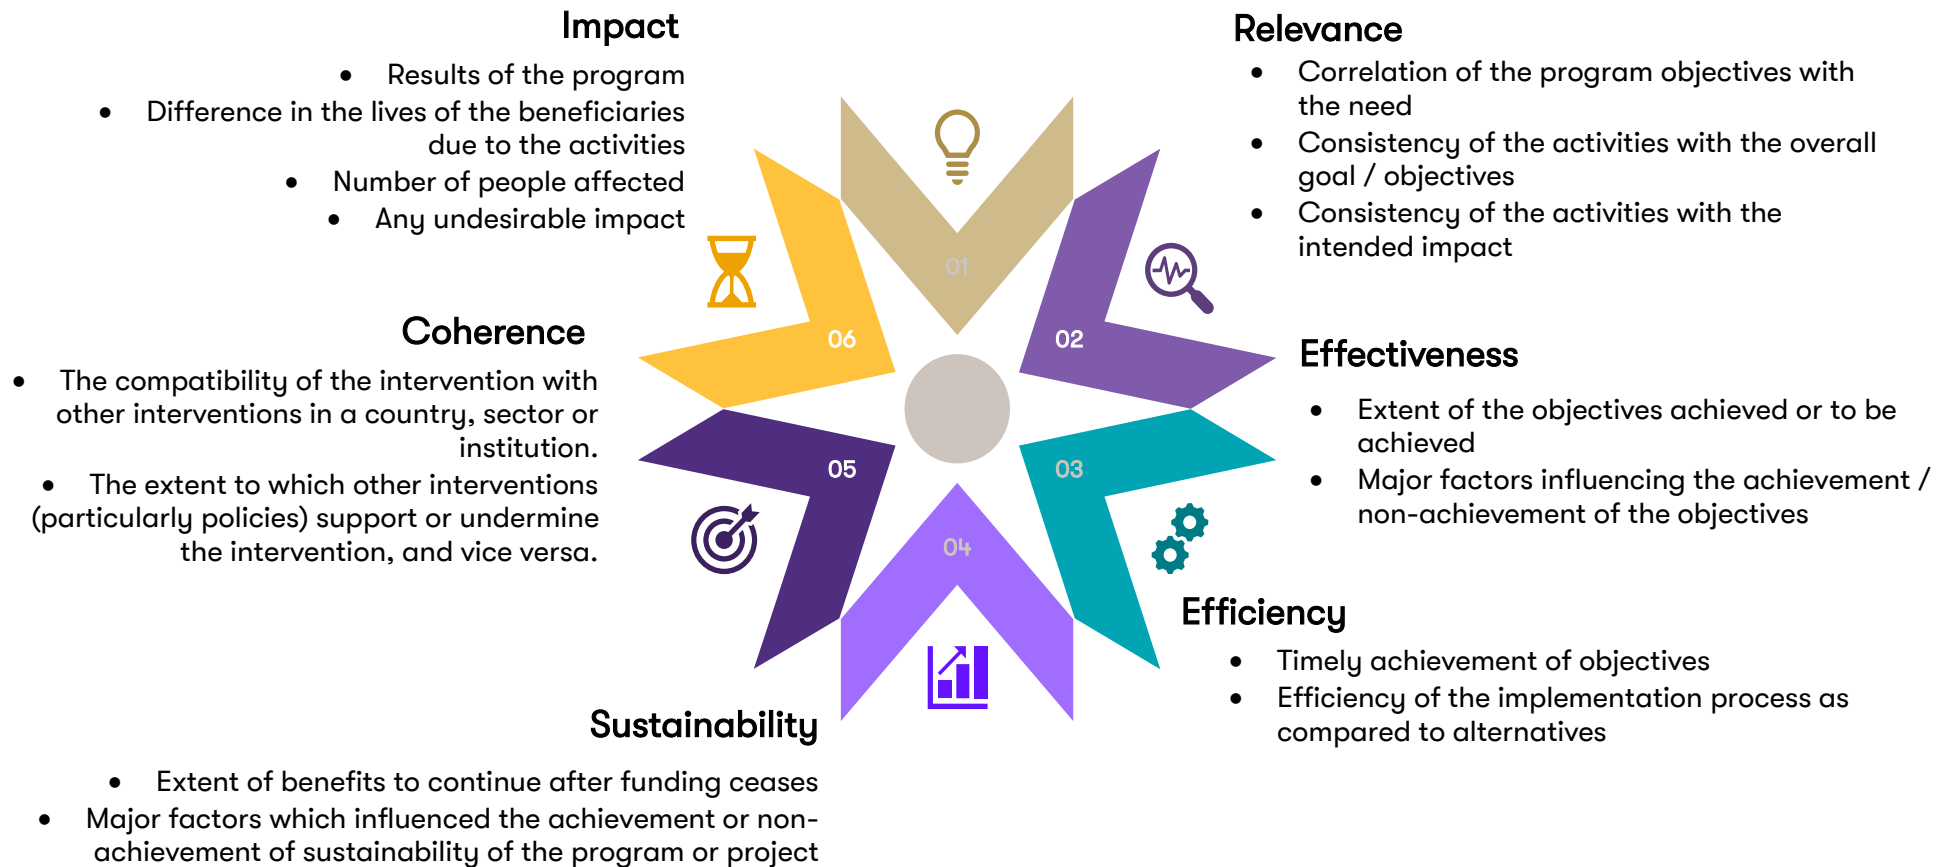 Impact
• Results of the program
• Difference in the lives of the beneficiaries
due to the activities
• Number of people affected
• Any undesirable impact
Relevance
• Correlation of the program objectives with
the need
• Consistency of the activities with the overall
goal / objectives
• Consistency of the activities with the
intended impact
01
02
03
04
05
06
Coherence
• The compatibility of the intervention with
other interventions in a country, sector or
institution.
• The extent to which other interventions
(particularly policies) support or undermine
the intervention, and vice versa.
Effectiveness
• Extent of the objectives achieved or to be
achieved
• Major factors influencing the achievement /
non-achievement of the objectives
Efficiency
• Timely achievement of objectives
• Efficiency of the implementation process as
compared to alternatives
Sustainability
• Extent of benefits to continue after funding ceases
• Major factors which influenced the achievement or non-
achievement of sustainability of the program or project